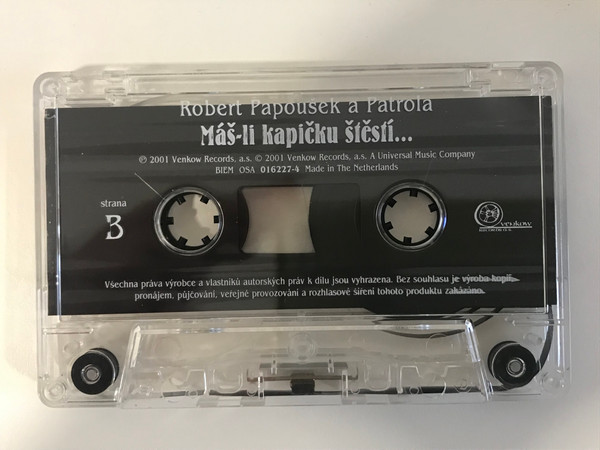 Robert Papoušek a Patrola
Máš-li kapičku štěstí...
℗ 2001 Venkow Records, a.s. © 2001 Venkow Records, a.s. A Universal Music Company
BIEM OSA 016227-4 Made in The Netherlands
strana
B
venkow
RECORDS a.s.
Všechna práva výrobce a vlastníků autorských práv k dílu jsou vyhrazena. Bez souhlasu je výroba kopií,
pronájem, půjčování, veřejné provozování a rozhlasové šíření tohoto produktu zakázáno.